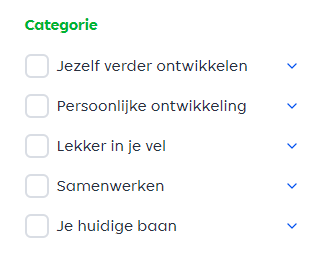 Categorie
Jezelf verder ontwikkelen
Persoonlijke ontwikkeling
Lekker in je vel
Samenwerken
Je huidige baan